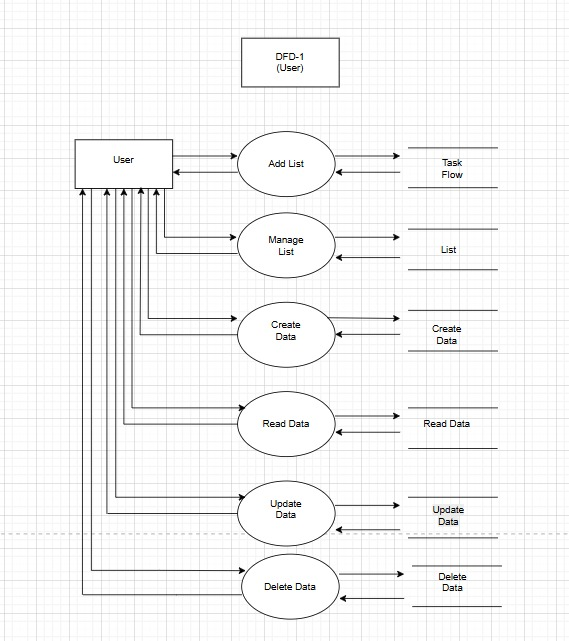 DFD-1
(User)
User
Add List
Task
Flow
Manage
List
List
Create
Data
Create
Data
Read Data
Read Data
Update
Data
Update
Data
Delete Data
Delete
Data